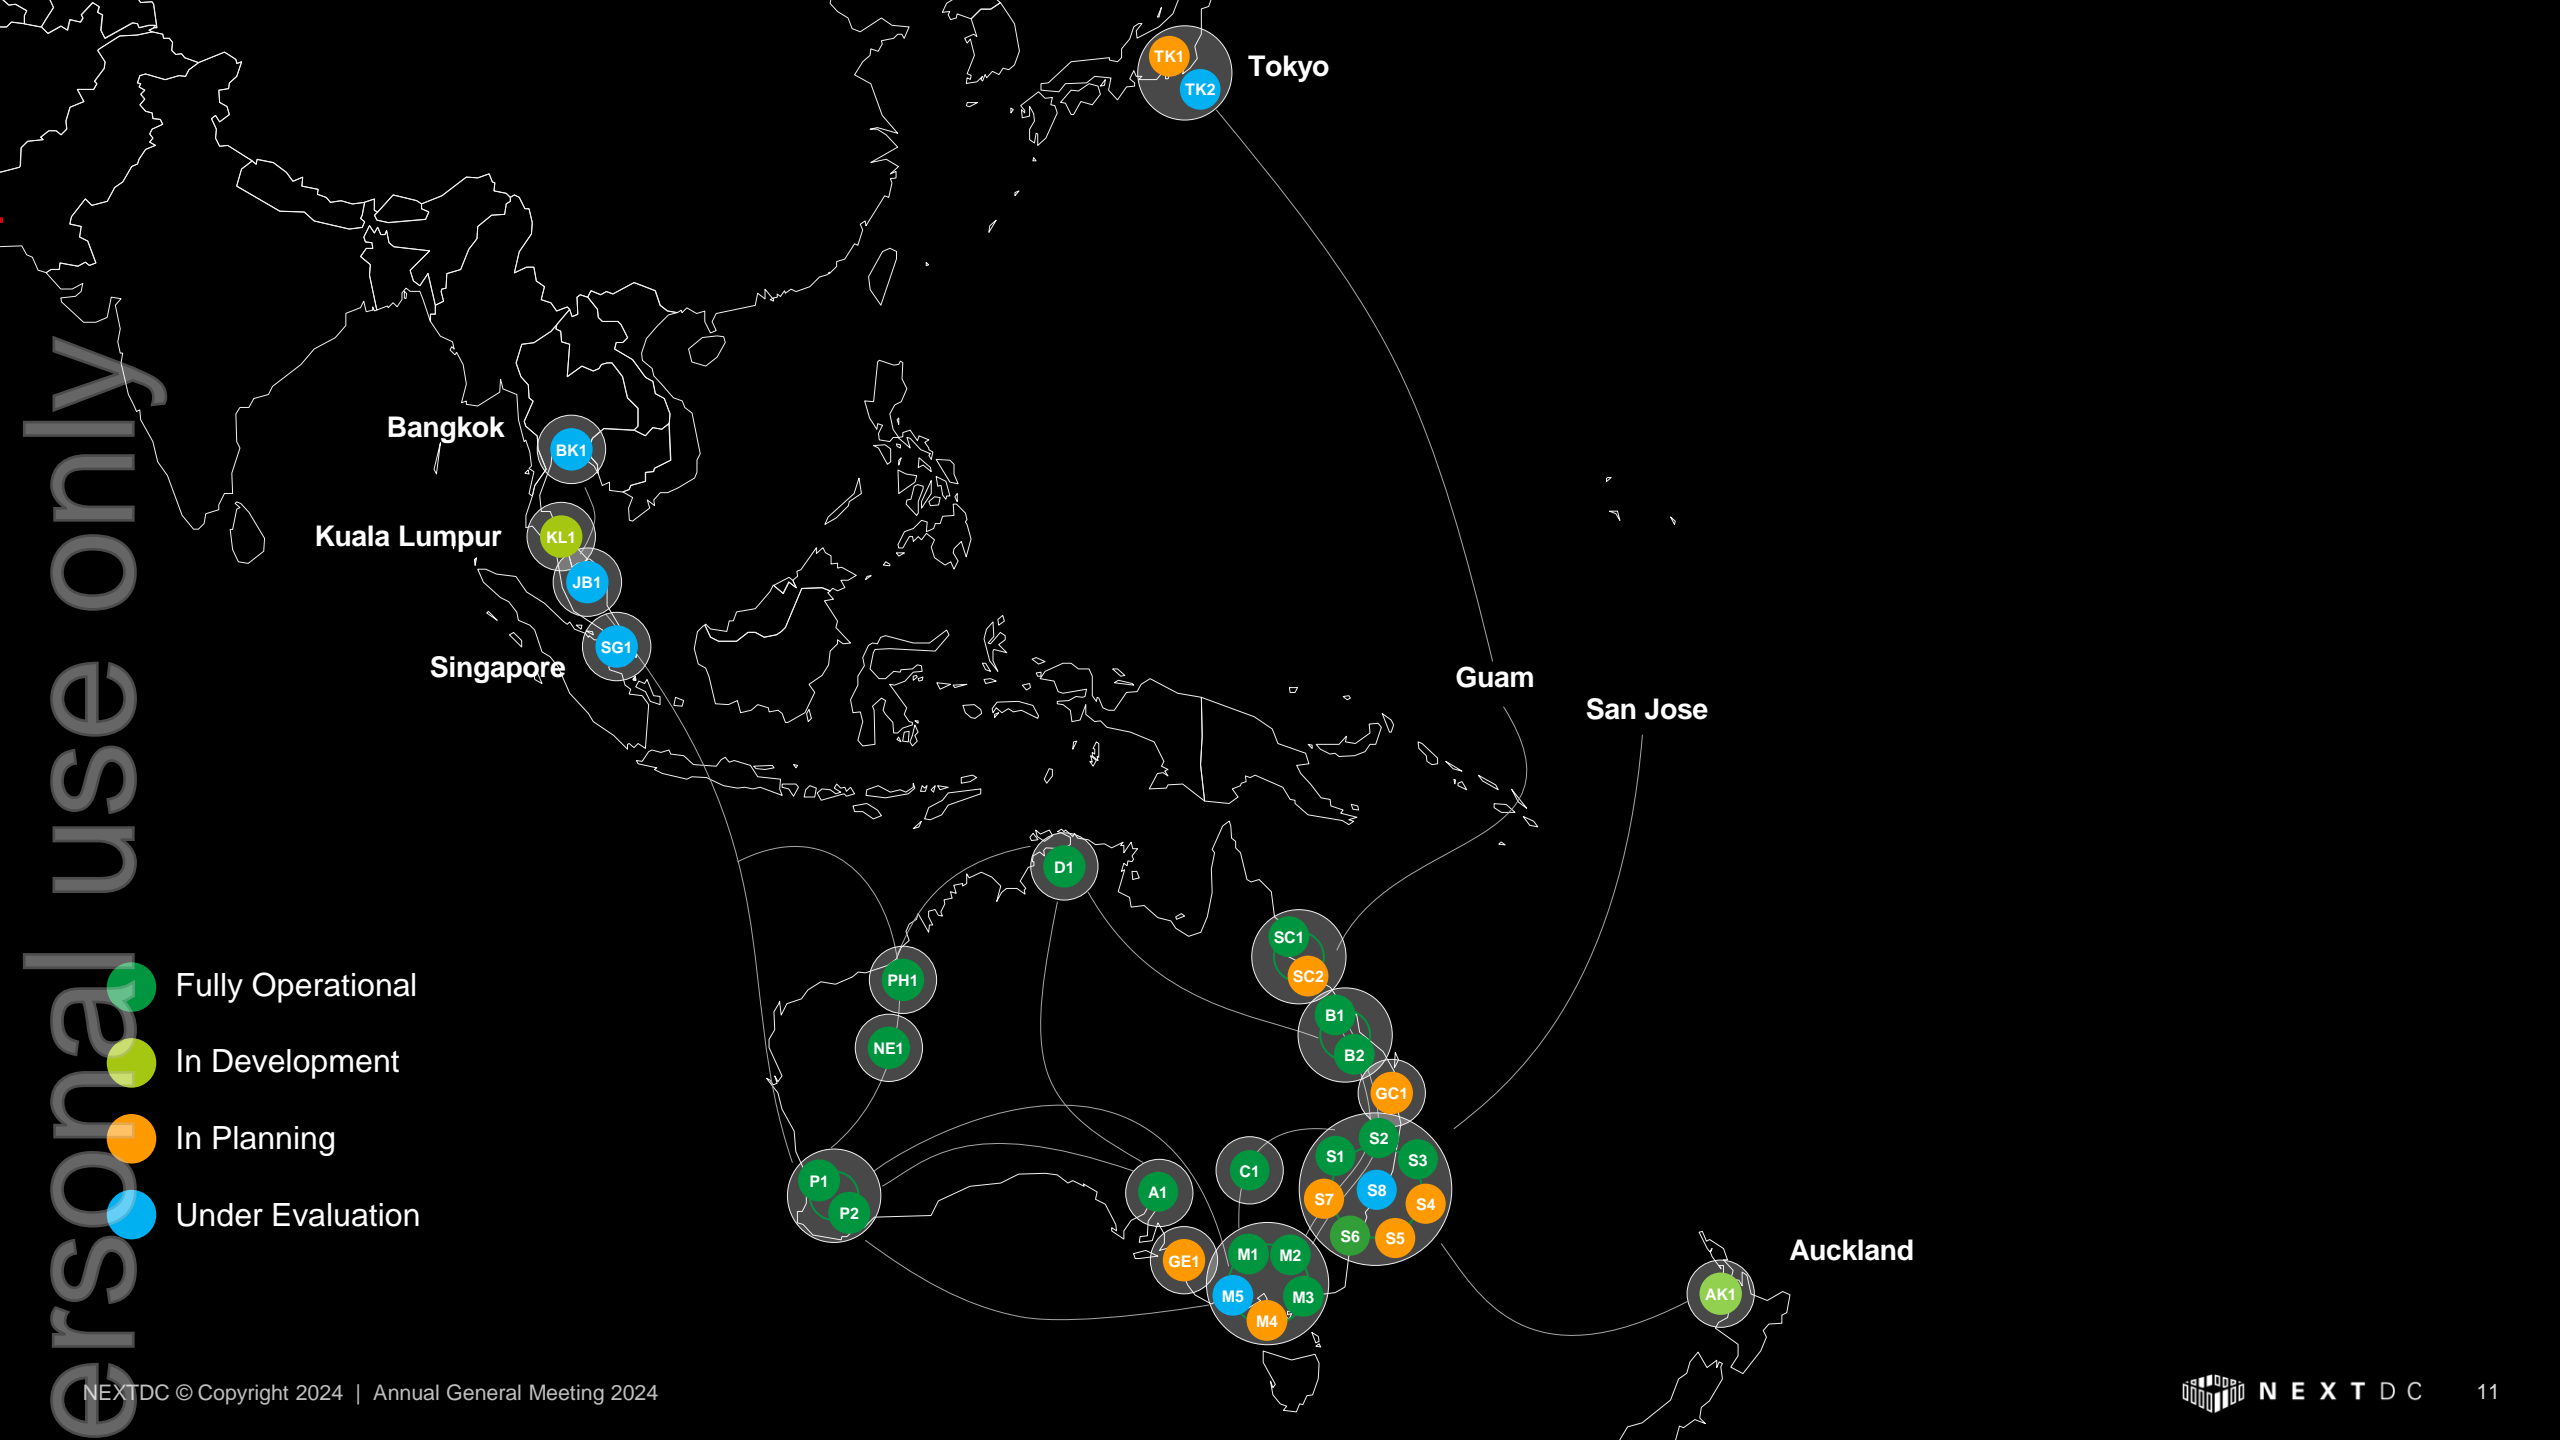 TK1
TK2
Tokyo
Bangkok
BK1
Kuala Lumpur
KL1
JB1
SG1
Singapore
Guam
San Jose
D1
SC1
SC2
PH1
B1
NE1
B2
GC1
S2
S1
S3
C1
P1
A1
S8
S7
S4
P2
S6
S5
M1
M2
GE1
M5
M3
M4
Auckland
AK1
Fully Operational
In Development
In Planning
Under Evaluation
ersonal use only
NEXTDC © Copyright 2024 | Annual General Meeting 2024
NEXTDC
11